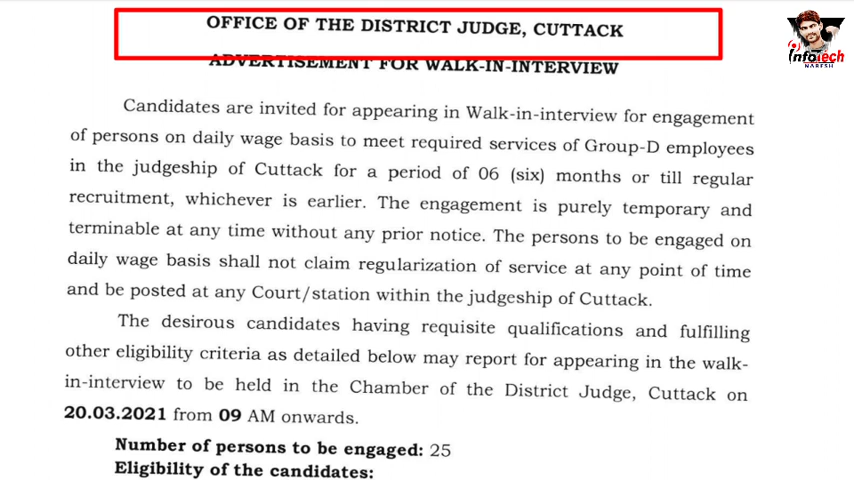 OFFICE OF THE DISTRICT JUDGE, CUTTACK
ADVERTISEMENT FOR WALK-IN-INTERVIEW
infoTech
NARESH
Candidates are invited for appearing in Walk-in-interview for engagement
of persons on daily wage basis to meet required services of Group-D employees
in the judgeship of Cuttack for a period of 06 (six) months or till regular
recruitment, whichever is earlier. The engagement is purely temporary and
terminable at any time without any prior notice. The persons to be engaged on
daily wage basis shall not claim regularization of service at any point of time
and be posted at any Court/station within the judgeship of Cuttack.
The desirous candidates having requisite qualifications and fulfilling
other eligibility criteria as detailed below may report for appearing in the walk-
in-interview to be held in the Chamber of the District Judge, Cuttack on
20.03.2021 from 09 AM onwards.
Number of persons to be engaged: 25
Eligibility of the candidates: